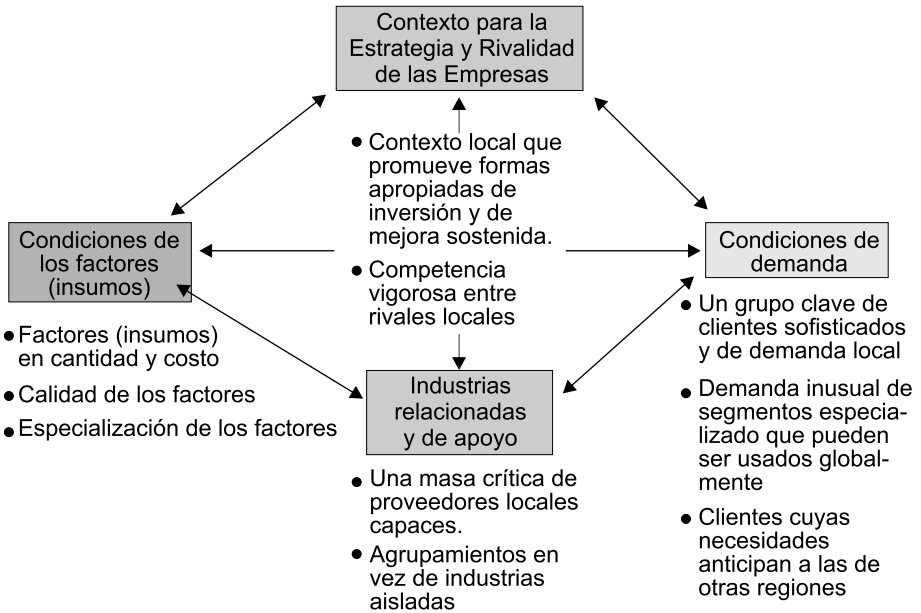 Contexto para la
Estrategia y Rivalidad
de las Empresas
● Contexto local que
promueve formas
apropiadas de
inversión y de
mejora sostenida.
● Competencia
vigorosa entre
rivales locales
Condiciones de
los factores
(insumos)
● Factores (insumos)
en cantidad y costo
● Calidad de los factores
● Especialización de los factores
Condiciones de
demanda
● Un grupo clave de
clientes sofisticados
y de demanda local
● Demanda inusual de
segmentos especia-
lizado que pueden
ser usados global-
mente
● Clientes cuyas
necesidades
anticipan a las de
otras regiones
Industrias
relacionadas
y de apoyo
● Una masa crítica de
proveedores locales
capaces.
● Agrupamientos en
vez de industrias
aisladas